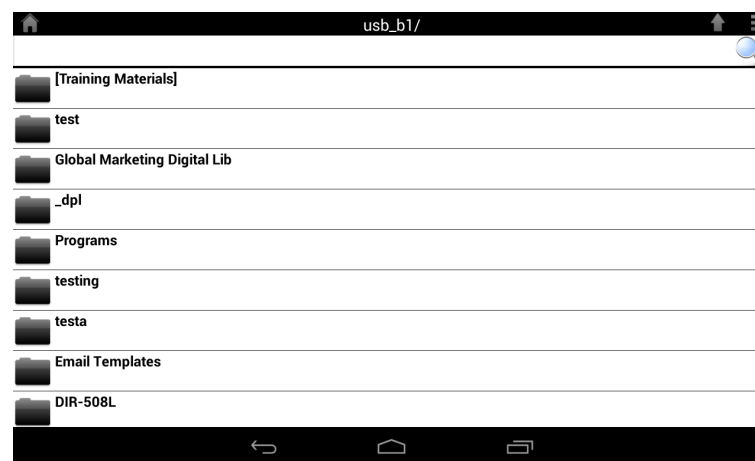 usb_b1/
[Training Materials]
test
Global Marketing Digital Lib
_dpl
Programs
testing
testa
Email Templates
DIR-508L